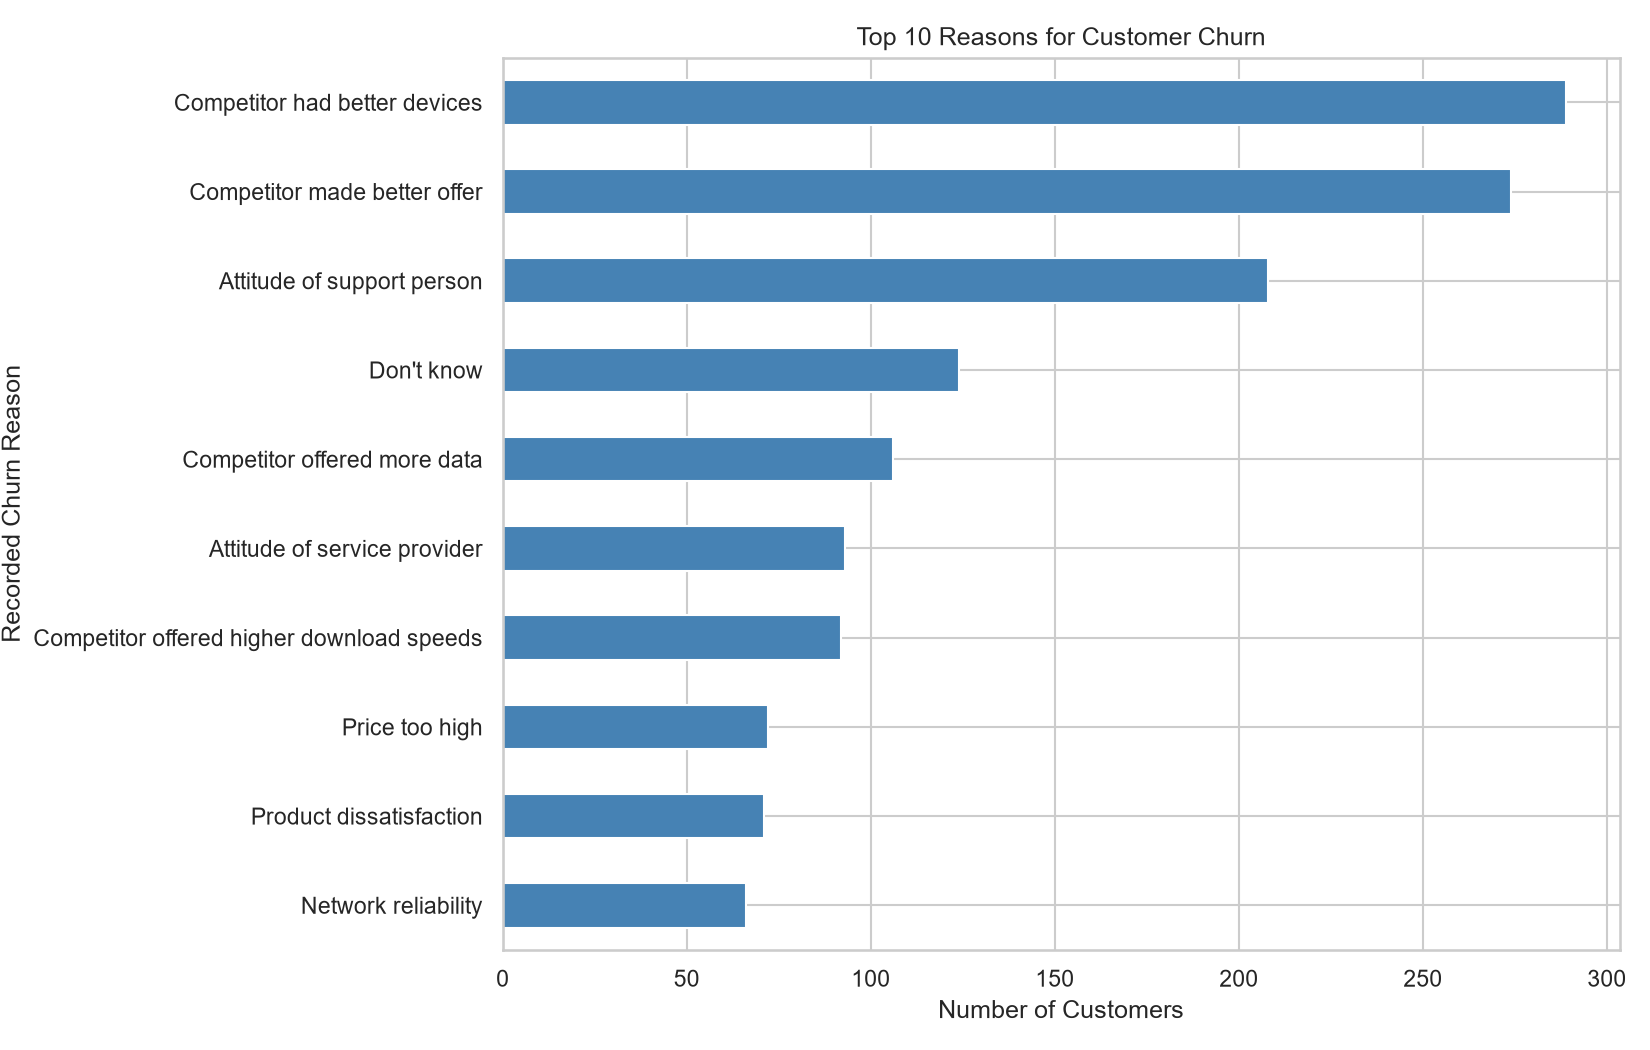 Top 10 Reasons for Customer Churn
Recorded Churn Reason
Competitor had better devices
Competitor made better offer
Attitude of support person
Don't know
Competitor offered more data
Attitude of service provider
Competitor offered higher download speeds
Price too high
Product dissatisfaction
Network reliability
0 50 100 150 200 250 300
Number of Customers